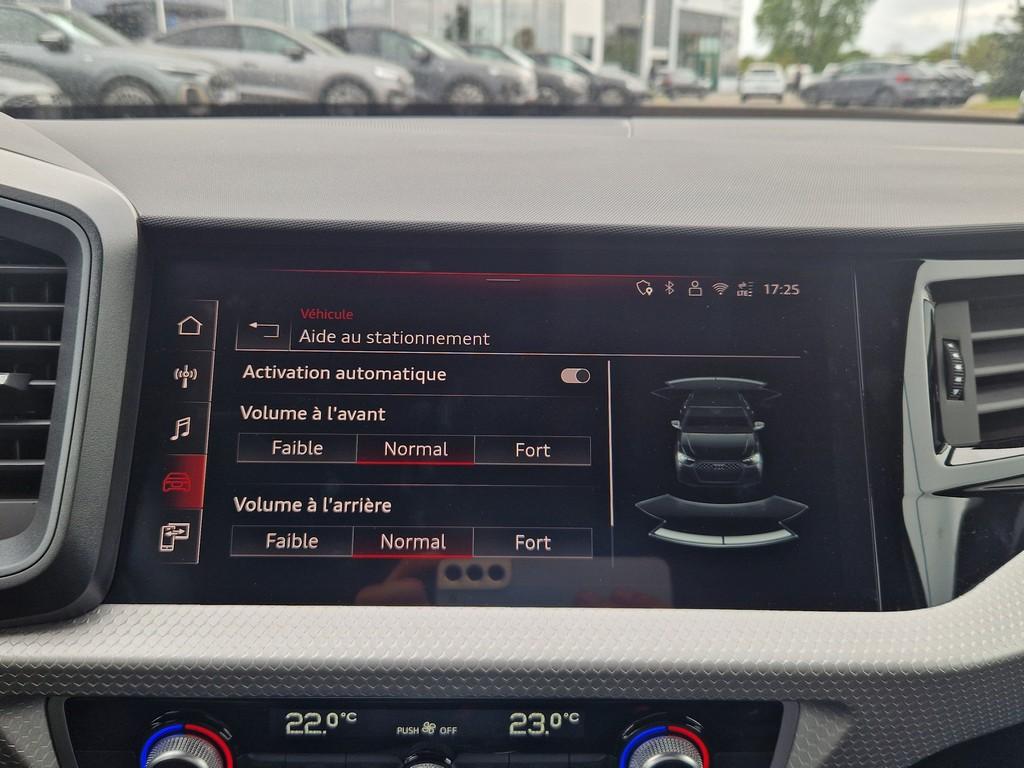 LTE 17:25
Véhicule
Aide au stationnement
Activation automatique
Volume à l'avant
Faible Normal Fort
Volume à l'arrière
Faible Normal Fort
22.0°C PUSH OFF 23.0°C